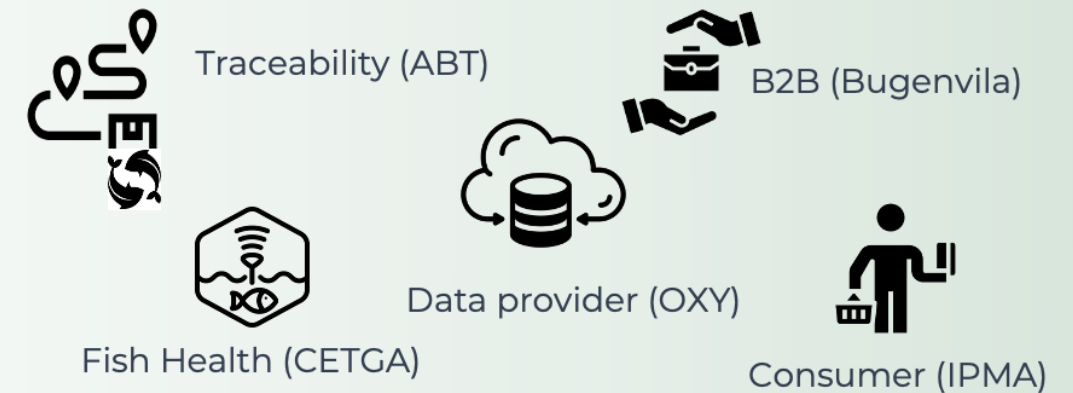 Traceability (ABT)
B2B (Bugenvila)
Data provider (OXY)
Fish Health (CETGA)
Consumer (IPMA)